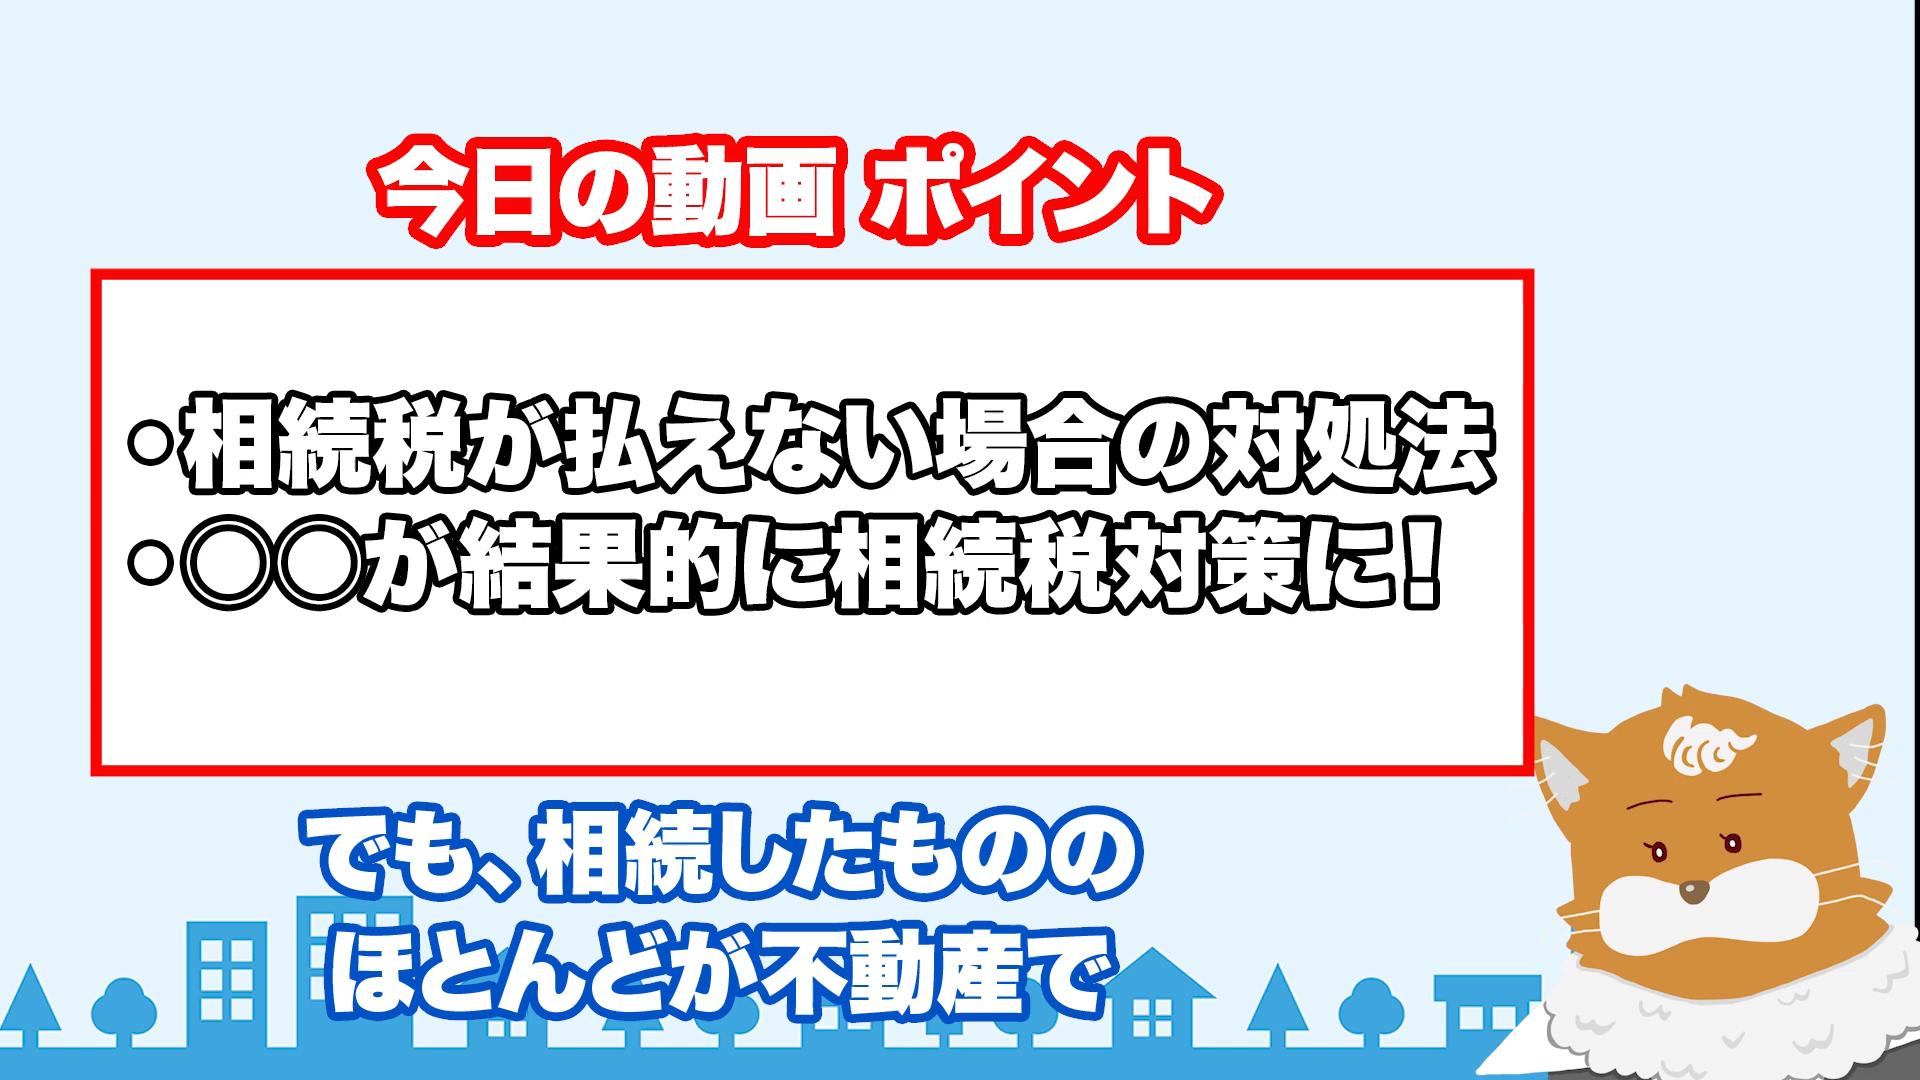 今日の動画 ポイント
・相続税が払えない場合の対処法
・◯◯が結果的に相続税対策に!
でも、相続したものの
ほとんどが不動産で